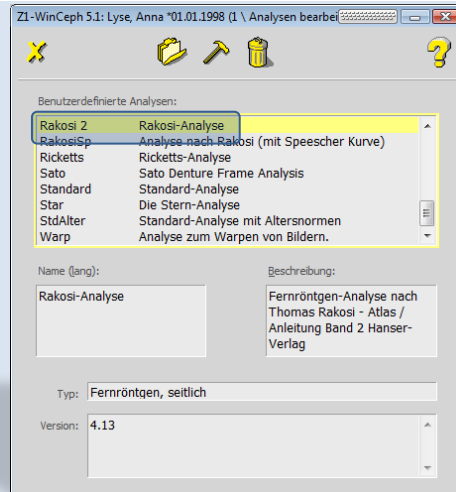 Z1-WinCeph 5.1: Lyse, Anna *01.01.1998 (1 \ Analysen bearbei
Benutzerdefinierte Analysen:
Rakosi 2 Rakosi-Analyse
RakosiSp Analyse nach Rakosi (mit Speescher Kurve)
Ricketts Ricketts-Analyse
Sato Sato Denture Frame Analysis
Standard Standard-Analyse
Star Die Stern-Analyse
StdAlter Standard-Analyse mit Altersnormen
Warp Analyse zum Warpen von Bildern.
Name (lang):
Rakosi-Analyse
Beschreibung:
Fernröntgen-Analyse nach
Thomas Rakosi - Atlas /
Anleitung Band 2 Hanser-
Verlag
Typ: Fernröntgen, seitlich
Version: 4.13